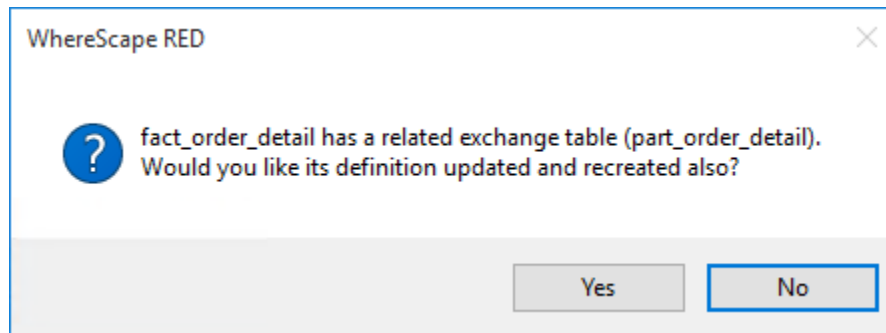 WhereScape RED
fact_order_detail has a related exchange table (part_order_detail).
Would you like its definition updated and recreated also?
Yes
No